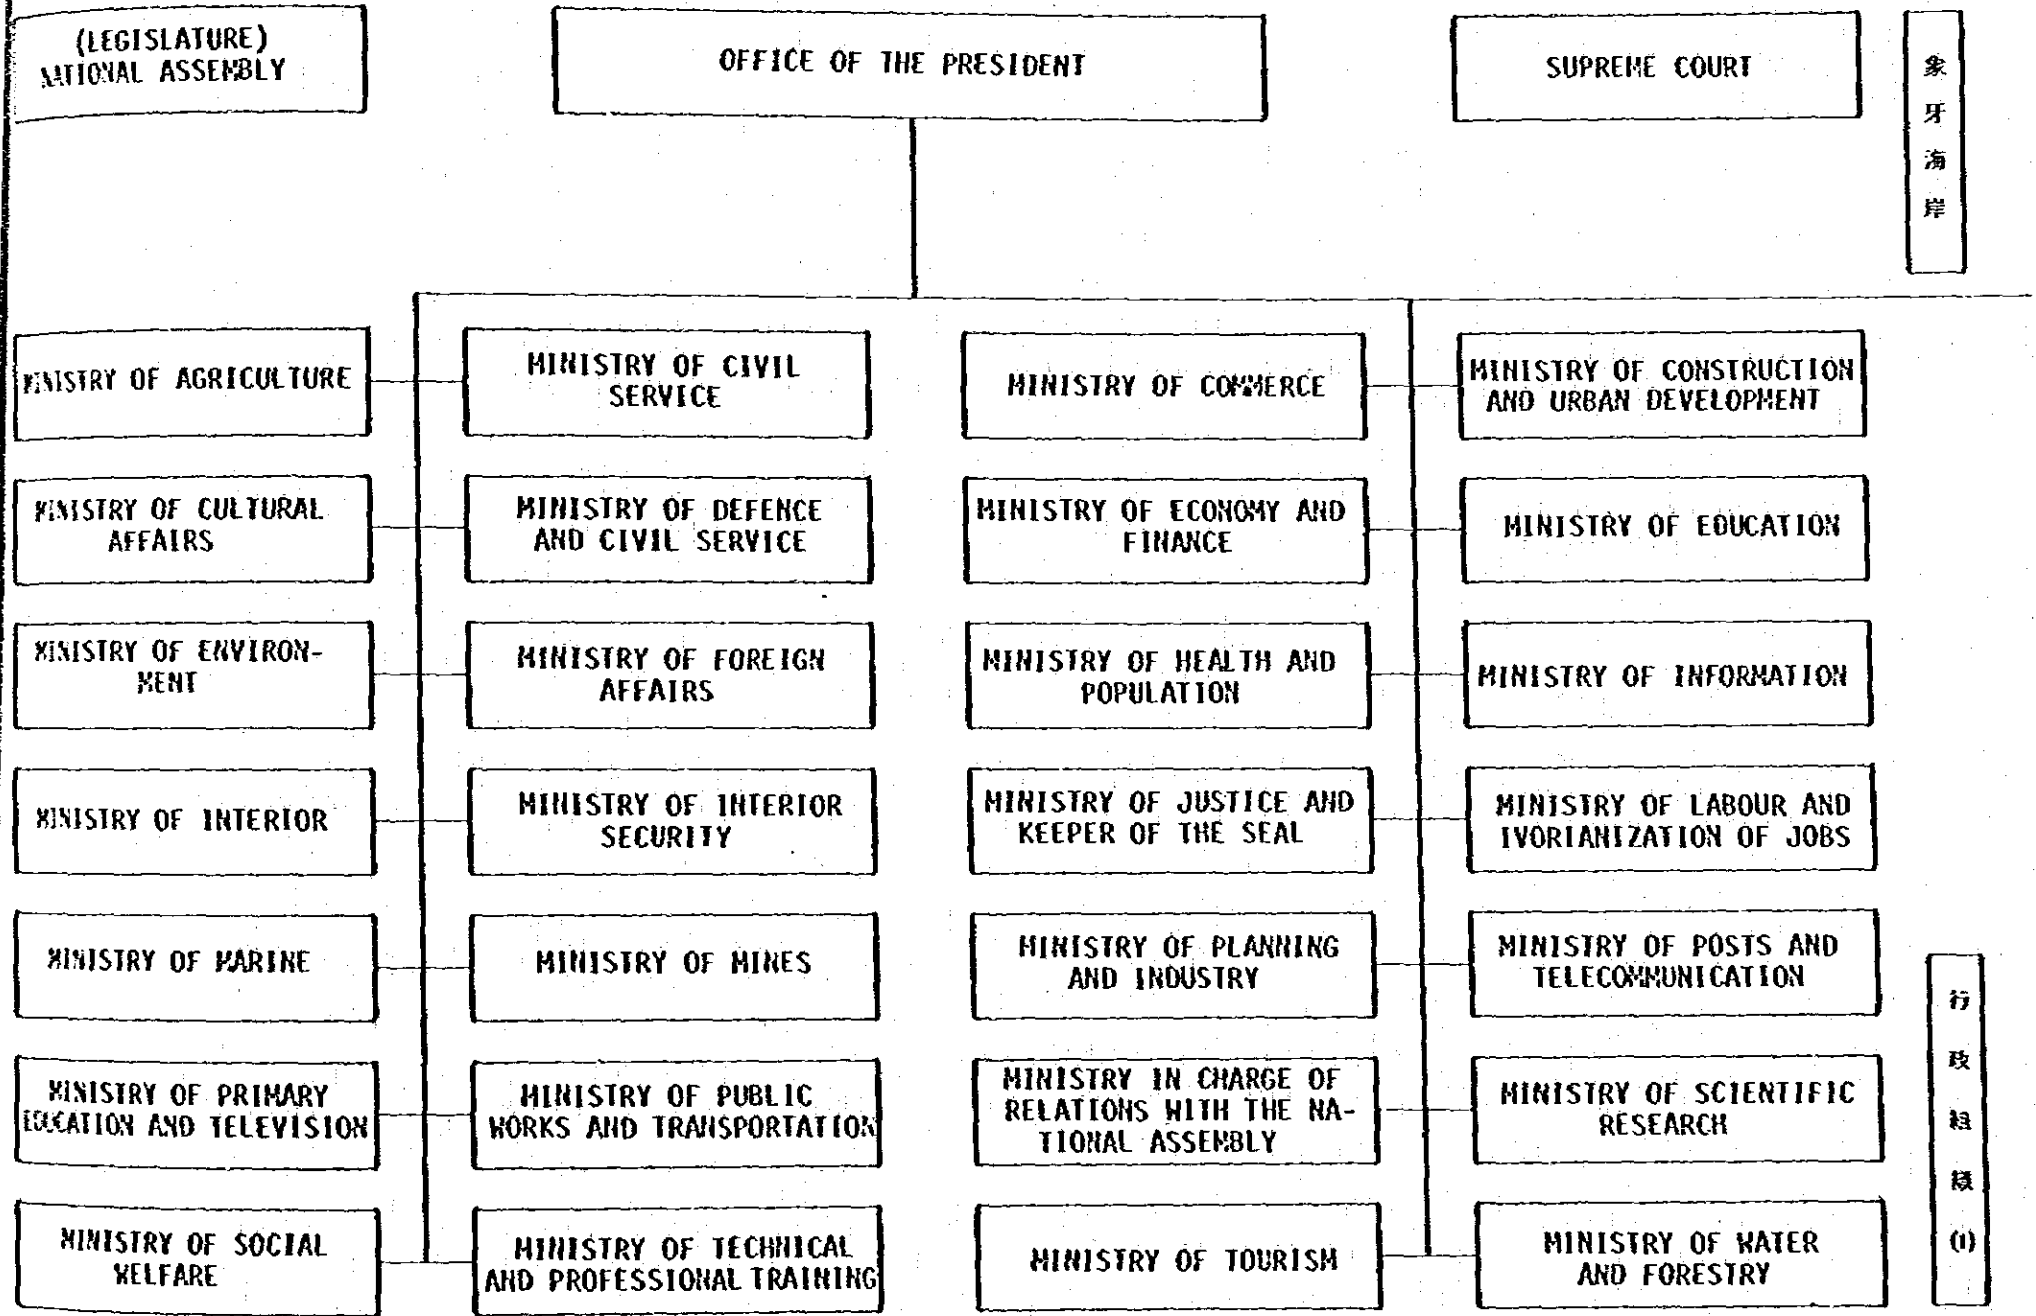 (LEGISLATURE)
NATIONAL ASSEMBLY
OFFICE OF THE PRESIDENT
SUPREME COURT
象牙海岸
MINISTRY OF AGRICULTURE
MINISTRY OF CIVIL
SERVICE
MINISTRY OF COMMERCE
MINISTRY OF CONSTRUCTION
AND URBAN DEVELOPMENT
MINISTRY OF CULTURAL
AFFAIRS
MINISTRY OF DEFENCE
AND CIVIL SERVICE
MINISTRY OF ECONOMY AND
FINANCE
MINISTRY OF EDUCATION
MINISTRY OF ENVIRON-
MENT
MINISTRY OF FOREIGN
AFFAIRS
MINISTRY OF HEALTH AND
POPULATION
MINISTRY OF INFORMATION
MINISTRY OF INTERIOR
MINISTRY OF INTERIOR
SECURITY
MINISTRY OF JUSTICE AND
KEEPER OF THE SEAL
MINISTRY OF LABOUR AND
IVORIANIZATION OF JOBS
MINISTRY OF MARINE
MINISTRY OF MINES
MINISTRY OF PLANNING
AND INDUSTRY
MINISTRY OF POSTS AND
TELECOMMUNICATION
MINISTRY OF PRIMARY
EDUCATION AND TELEVISION
MINISTRY OF PUBLIC
WORKS AND TRANSPORTATION
MINISTRY IN CHARGE OF
RELATIONS WITH THE NA-
TIONAL ASSEMBLY
MINISTRY OF SCIENTIFIC
RESEARCH
MINISTRY OF SOCIAL
WELFARE
MINISTRY OF TECHNICAL
AND PROFESSIONAL TRAINING
MINISTRY OF TOURISM
MINISTRY OF WATER
AND FORESTRY
行政組織(1)